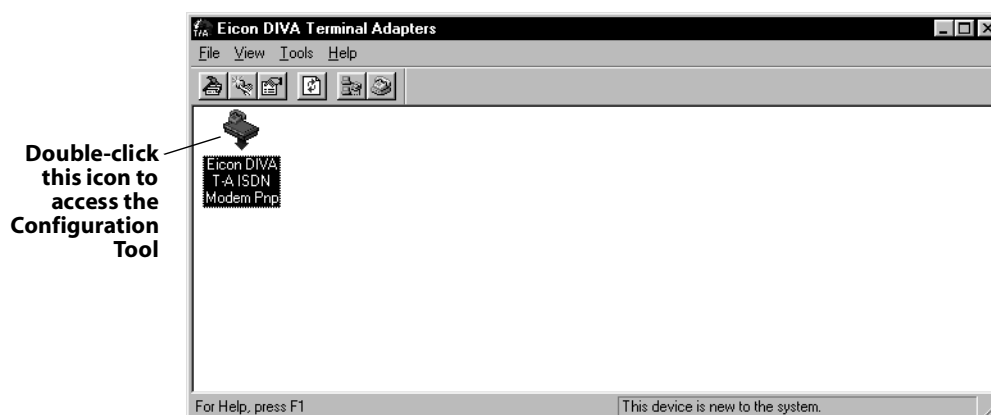 Eicon DIVA Terminal Adapters
File View Tools Help
Double-click
this icon to
access the
Configuration
Tool
Eicon DIVA
T-A ISDN
Modem Pnp
For Help, press F1
This device is new to the system.